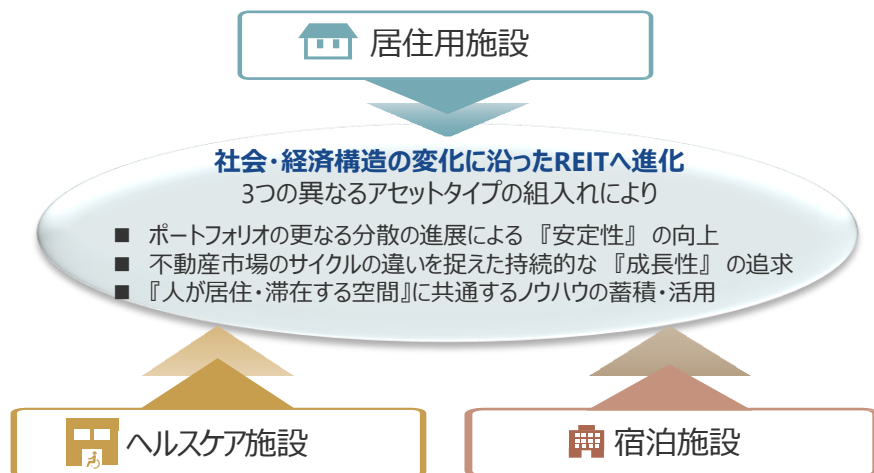 居住用施設
社会・経済構造の変化に沿ったREITへ進化
3つの異なるアセットタイプの組入れにより
■ ポートフォリオの更なる分散の進展による 『安定性』 の向上
■ 不動産市場のサイクルの違いを捉えた持続的な 『成長性』 の追求
■ 『人が居住・滞在する空間』に共通するノウハウの蓄積・活用
ヘルスケア施設
宿泊施設